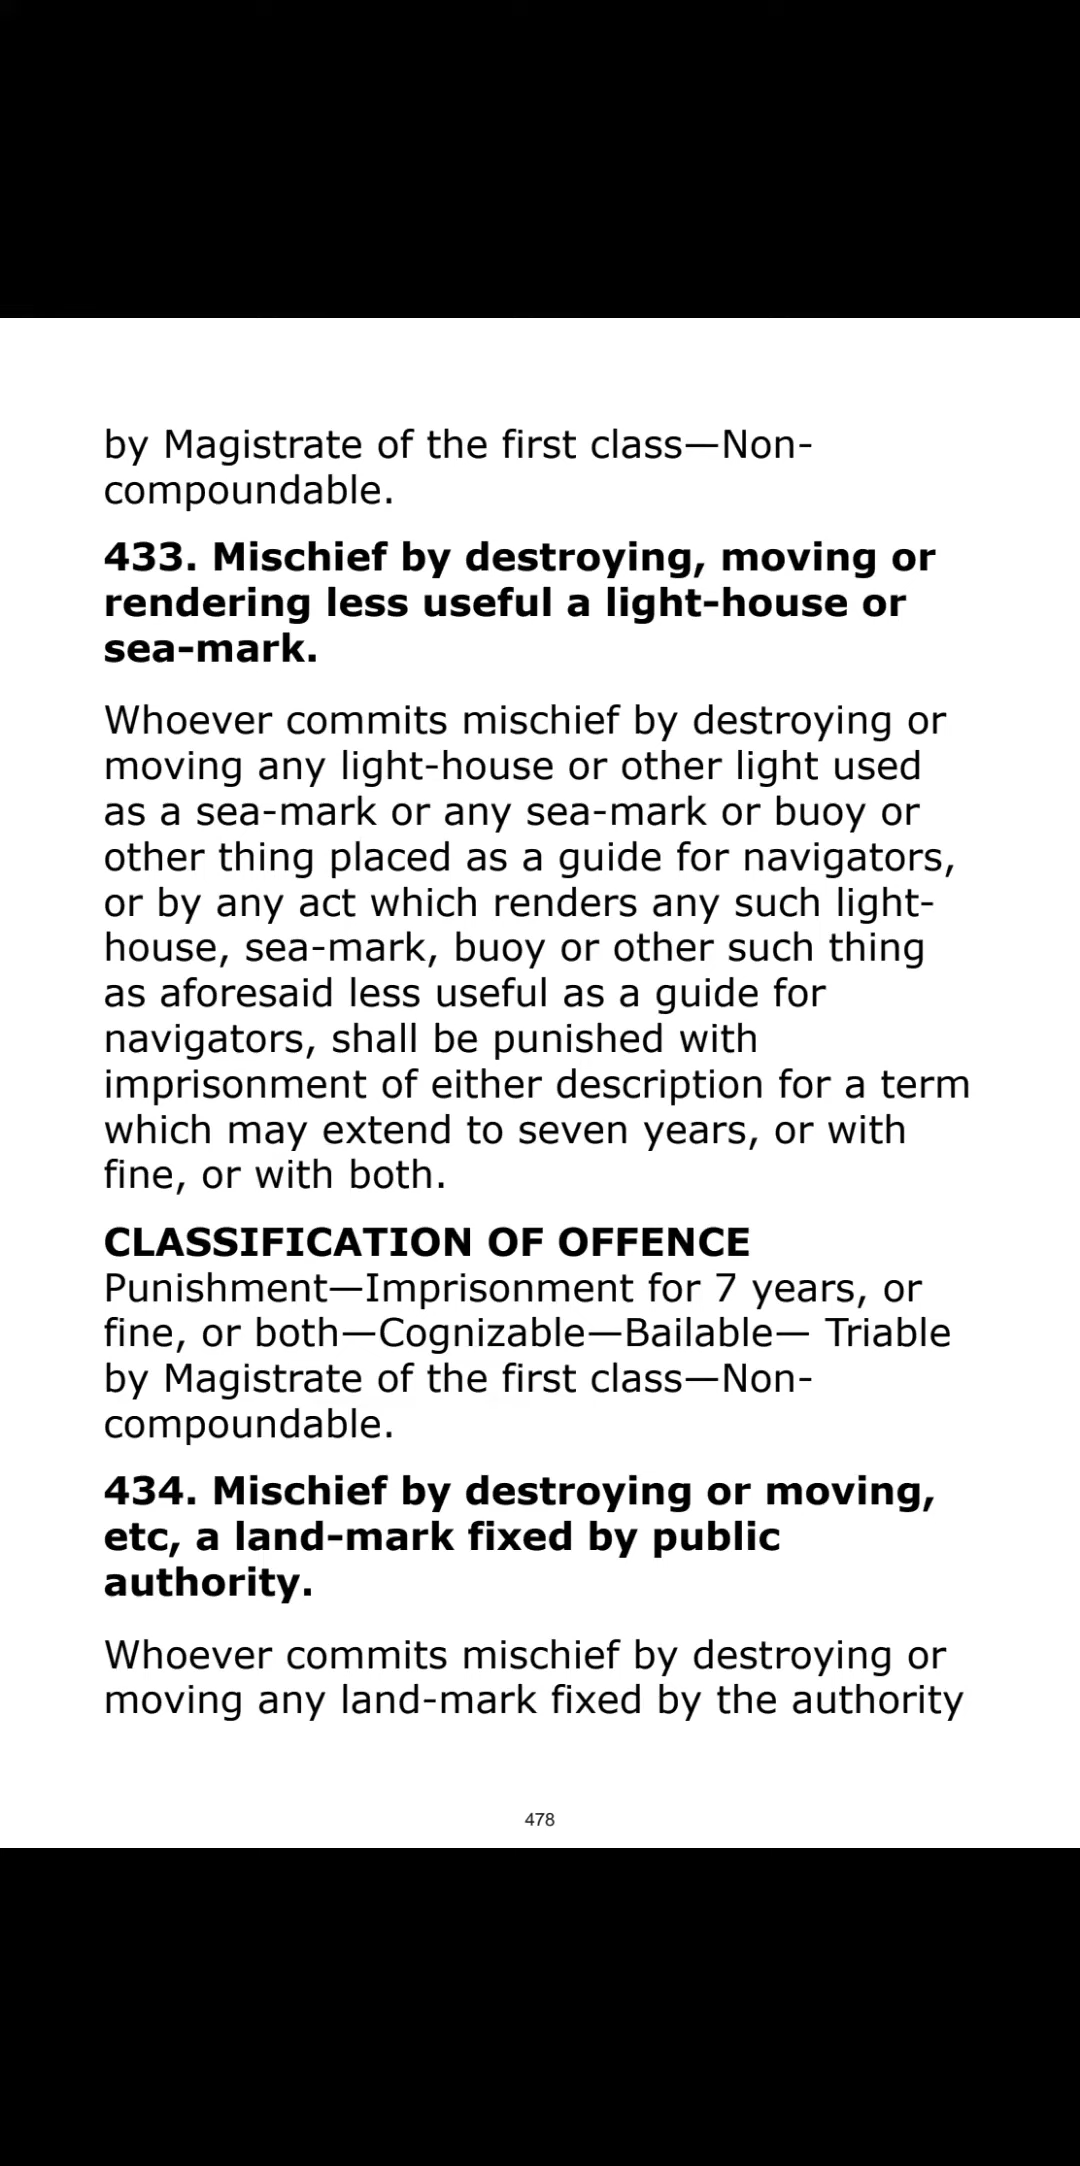 by Magistrate of the first class—Non-
compoundable.
433. Mischief by destroying, moving or
rendering less useful a light-house or
sea-mark.
Whoever commits mischief by destroying or
moving any light-house or other light used
as a sea-mark or any sea-mark or buoy or
other thing placed as a guide for navigators,
or by any act which renders any such light-
house, sea-mark, buoy or other such thing
as aforesaid less useful as a guide for
navigators, shall be punished with
imprisonment of either description for a term
which may extend to seven years, or with
fine, or with both.
CLASSIFICATION OF OFFENCE
Punishment—Imprisonment for 7 years, or
fine, or both—Cognizable—Bailable— Triable
by Magistrate of the first class—Non-
compoundable.
434. Mischief by destroying or moving,
etc, a land-mark fixed by public
authority.
Whoever commits mischief by destroying or
moving any land-mark fixed by the authority
478